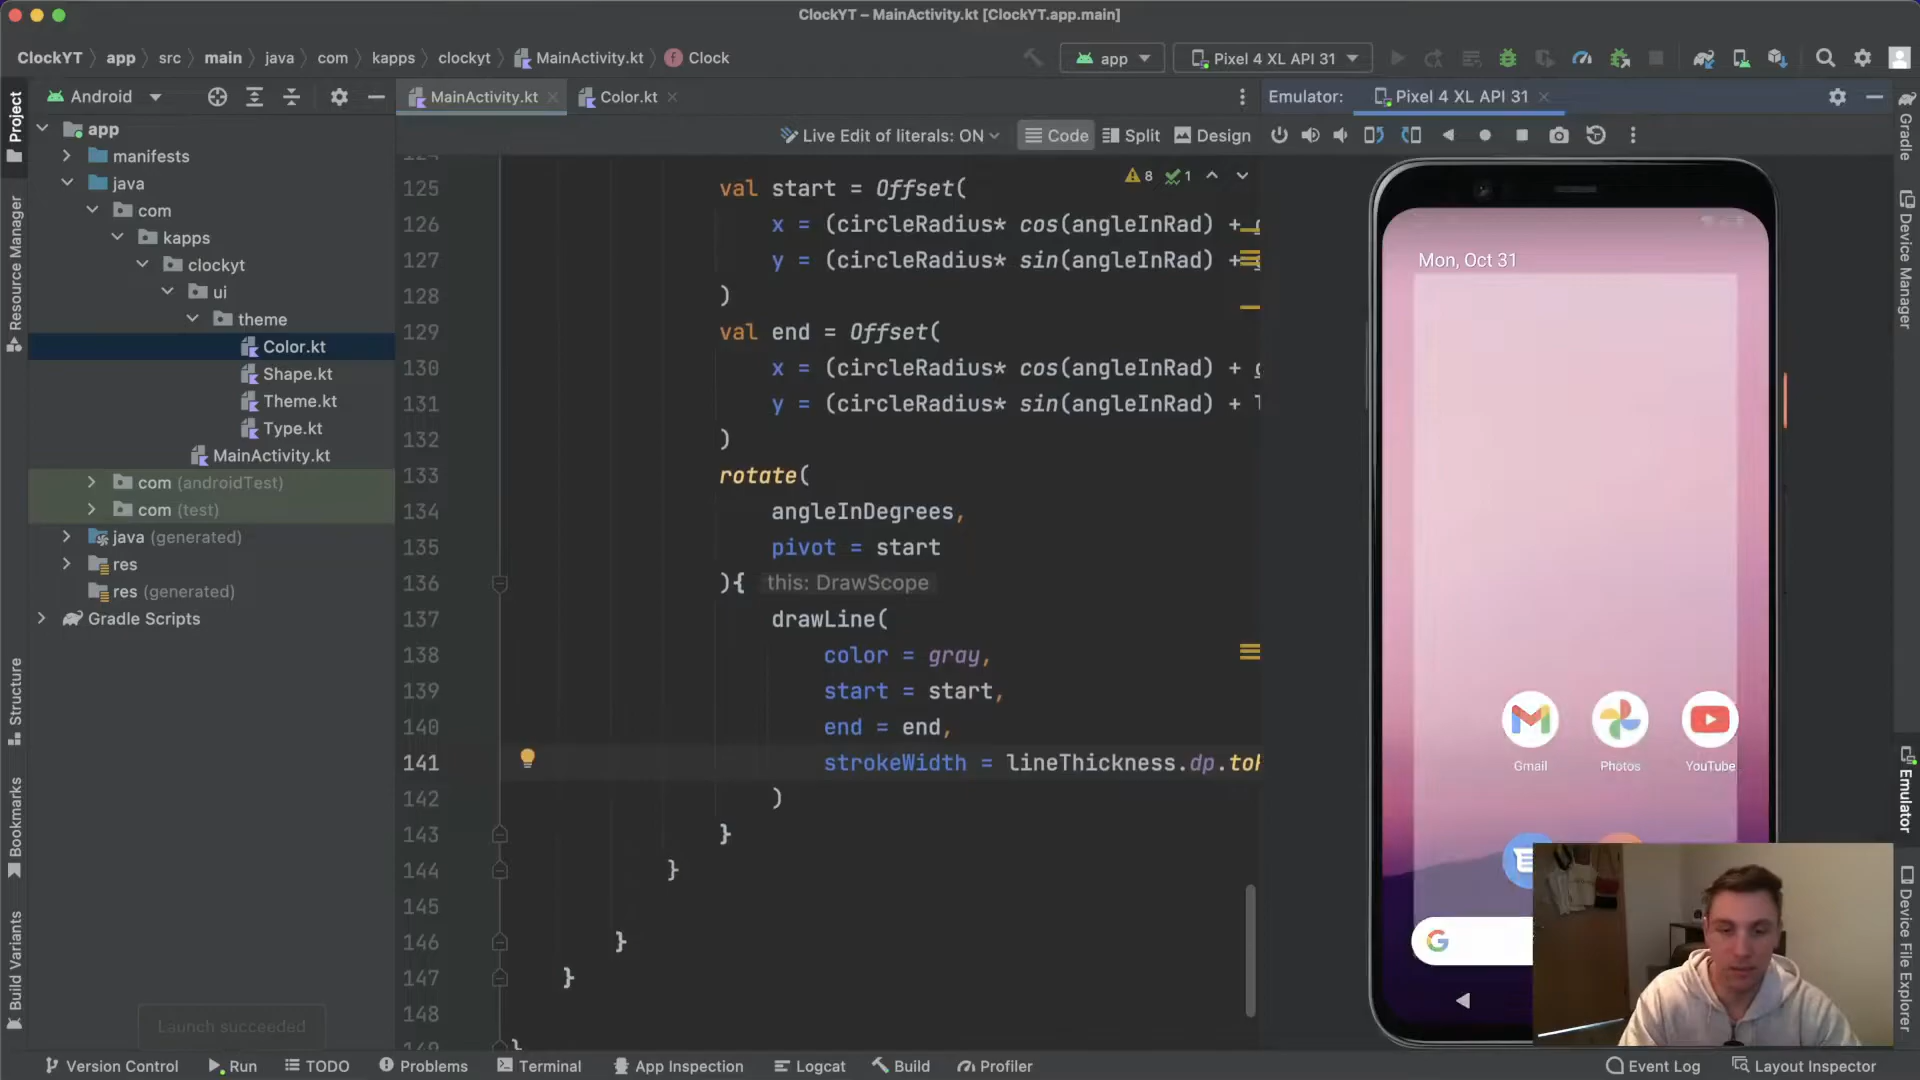 ClockYT – MainActivity.kt [ClockYT.app.main]
ClockYT app src main java com kapps clockyt MainActivity.kt Clock
app
Pixel 4 XL API 31
Project
Resource Manager
Structure
Bookmarks
Build Variants
Android
app
manifests
java
com
kapps
clockyt
ui
theme
Color.kt
Shape.kt
Theme.kt
Type.kt
MainActivity.kt
com (androidTest)
com (test)
java (generated)
res
res (generated)
Gradle Scripts
Launch succeeded
MainActivity.kt
Color.kt
Live Edit of literals: ON
Code
Split
Design
8
1
125 val start = Offset(
126 x = (circleRadius* cos(angleInRad) +
127 y = (circleRadius* sin(angleInRad) +
128 )
129 val end = Offset(
130 x = (circleRadius* cos(angleInRad) +
131 y = (circleRadius* sin(angleInRad) +
132 )
133 rotate(
134 angleInDegrees,
135 pivot = start
136 ){ this: DrawScope
137 drawLine(
138 color = gray,
139 start = start,
140 end = end,
141 strokeWidth = lineThickness.dp.to
142 )
143 }
144 }
145
146 }
147 }
148
Emulator:
Pixel 4 XL API 31
Mon, Oct 31
Gmail
Photos
YouTube
G
Gradle
Device Manager
Emulator
Device File Explorer
Version Control
Run
TODO
Problems
Terminal
App Inspection
Logcat
Build
Profiler
Event Log
Layout Inspector